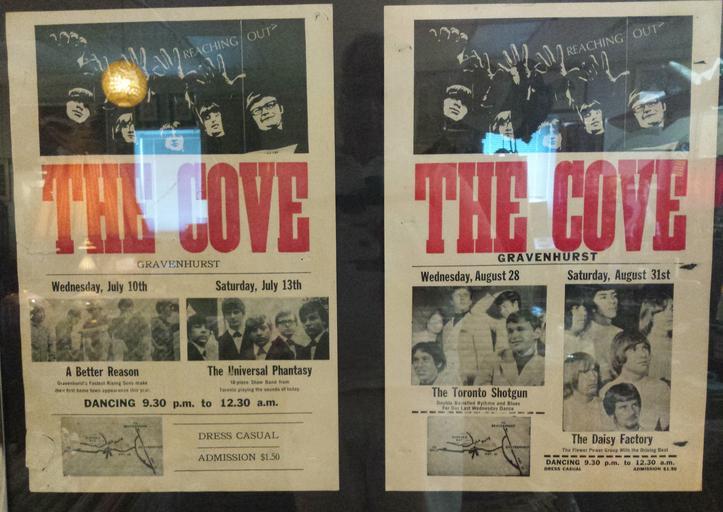 REACHING OUT
THE COVE
GRAVENHURST
Wednesday, July 10th
Saturday, July 13th
A Better Reason
Gravenhurst's Fastest Rising Sons make
their first home town appearance this year.
The Universal Phantasy
10-piece Show Band from
Toronto playing the sounds of today
DANCING 9.30 p.m. to 12.30 a.m.
DRESS CASUAL
ADMISSION $1.50
REACHING OUT
THE COVE
GRAVENHURST
Wednesday, August 28
Saturday, August 31st
The Toronto Shotgun
Rythms and Blues
For Our Last Wednesday Dance
The Daisy Factory
The Flower Power Group With the Driving Beat
DANCING 9.30 p.m. to 12.30 a.m.
DRESS CASUAL ADMISSION $1.50